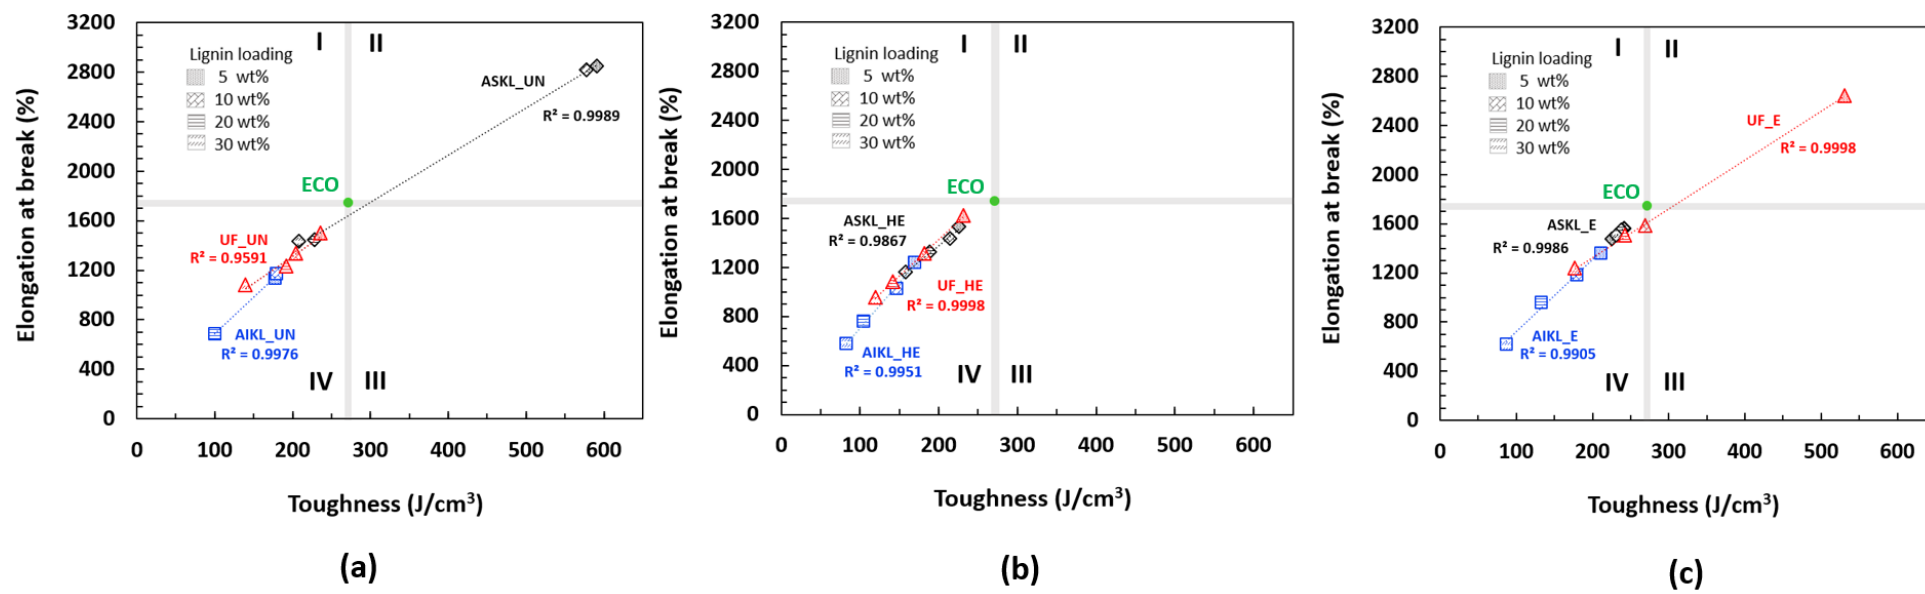 Elongation at break (%)
3200
2800
2400
2000
1600
1200
800
400
0
I
II
Lignin loading
5 wt%
10 wt%
20 wt%
30 wt%
ASKL_UN
R² = 0.9989
ECO
UF_UN
R² = 0.9591
AIKL_UN
R² = 0.9976
IV
III
0 100 200 300 400 500 600
Toughness (J/cm³)
(a)
Elongation at break (%)
3200
2800
2400
2000
1600
1200
800
400
0
I
II
Lignin loading
5 wt%
10 wt%
20 wt%
30 wt%
ECO
ASKL_HE
R² = 0.9867
UF_HE
R² = 0.9998
AIKL_HE
R² = 0.9951
IV
III
0 100 200 300 400 500 600
Toughness (J/cm³)
(b)
Elongation at break (%)
3200
2800
2400
2000
1600
1200
800
400
0
I
II
Lignin loading
5 wt%
10 wt%
20 wt%
30 wt%
UF_E
R² = 0.9998
ECO
ASKL_E
R² = 0.9986
AIKL_E
R² = 0.9905
IV
III
0 100 200 300 400 500 600
Toughness (J/cm³)
(c)